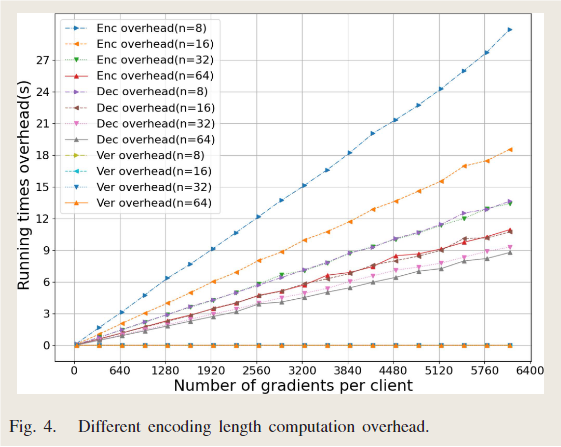 27
24
21
18
15
12
9
6
3
0
Running times overhead(s)
Enc overhead(n=8)
Enc overhead(n=16)
Enc overhead(n=32)
Enc overhead(n=64)
Dec overhead(n=8)
Dec overhead(n=16)
Dec overhead(n=32)
Dec overhead(n=64)
Ver overhead(n=8)
Ver overhead(n=16)
Ver overhead(n=32)
Ver overhead(n=64)
0 640 1280 1920 2560 3200 3840 4480 5120 5760 6400
Number of gradients per client
Fig. 4. Different encoding length computation overhead.